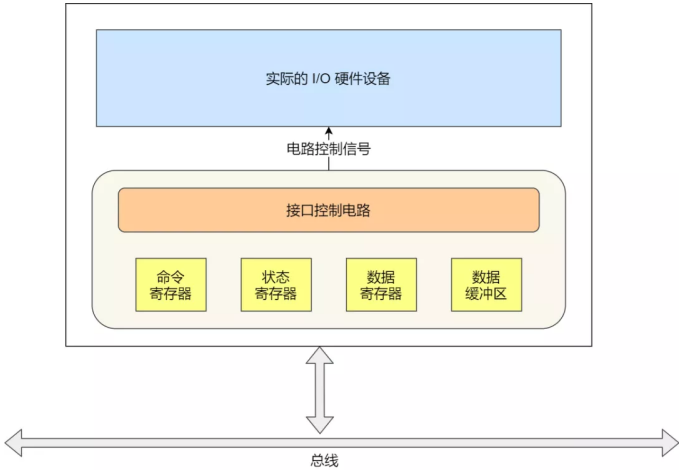 实际的 I/O 硬件设备
电路控制信号
接口控制电路
命令
寄存器
状态
寄存器
数据
寄存器
数据
缓冲区
总线